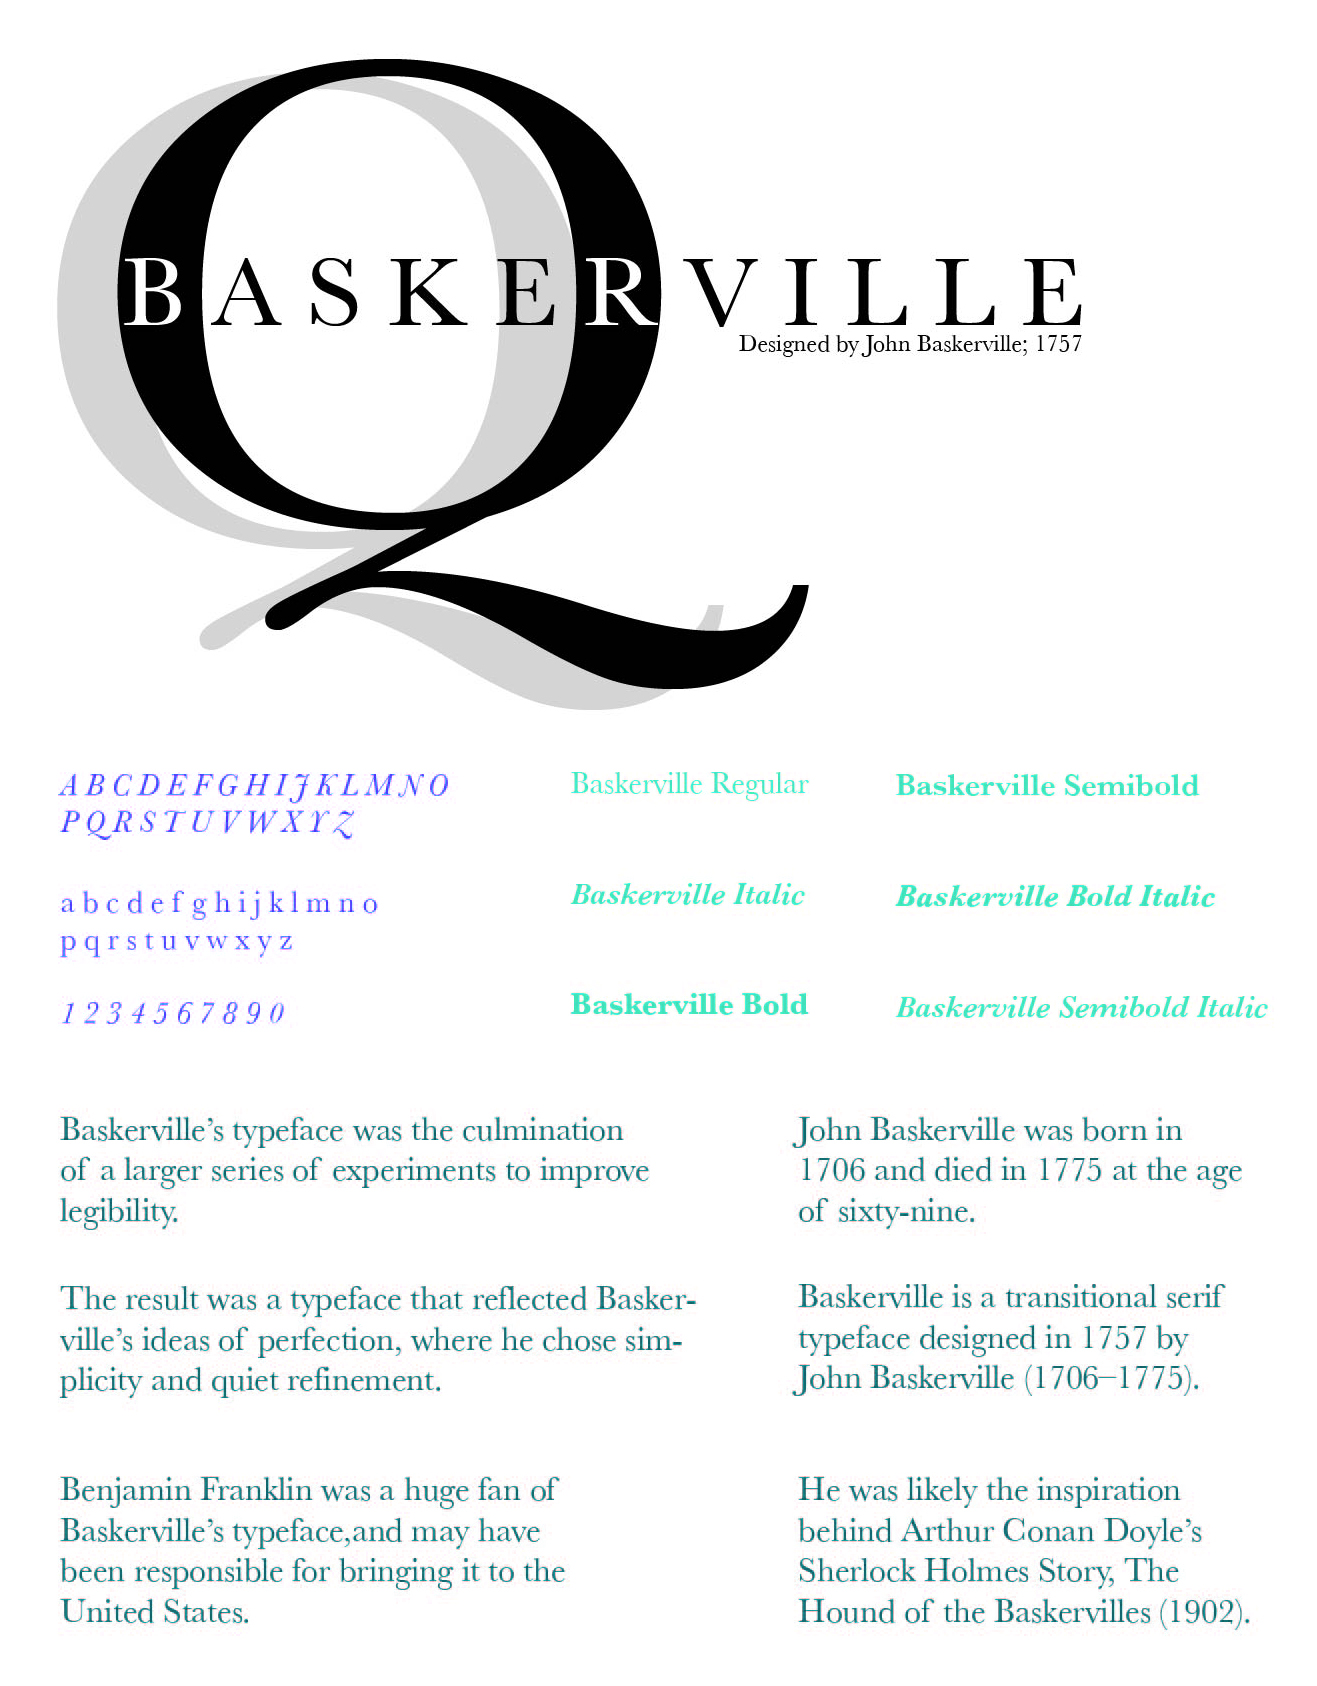 Q
BASKERVILLE
Designed by John Baskerville; 1757
A B C D E F G H I J K L M N O
P Q R S T U V W X Y Z
a b c d e f g h i j k l m n o
p q r s t u v w x y z
1 2 3 4 5 6 7 8 9 0
Baskerville Regular
Baskerville Semibold
Baskerville Italic
Baskerville Bold Italic
Baskerville Bold
Baskerville Semibold Italic
Baskerville’s typeface was the culmination
of a larger series of experiments to improve
legibility.
The result was a typeface that reflected Basker-
ville’s ideas of perfection, where he chose sim-
plicity and quiet refinement.
Benjamin Franklin was a huge fan of
Baskerville’s typeface,and may have
been responsible for bringing it to the
United States.
John Baskerville was born in
1706 and died in 1775 at the age
of sixty-nine.
Baskerville is a transitional serif
typeface designed in 1757 by
John Baskerville (1706–1775).
He was likely the inspiration
behind Arthur Conan Doyle’s
Sherlock Holmes Story, The
Hound of the Baskervilles (1902).